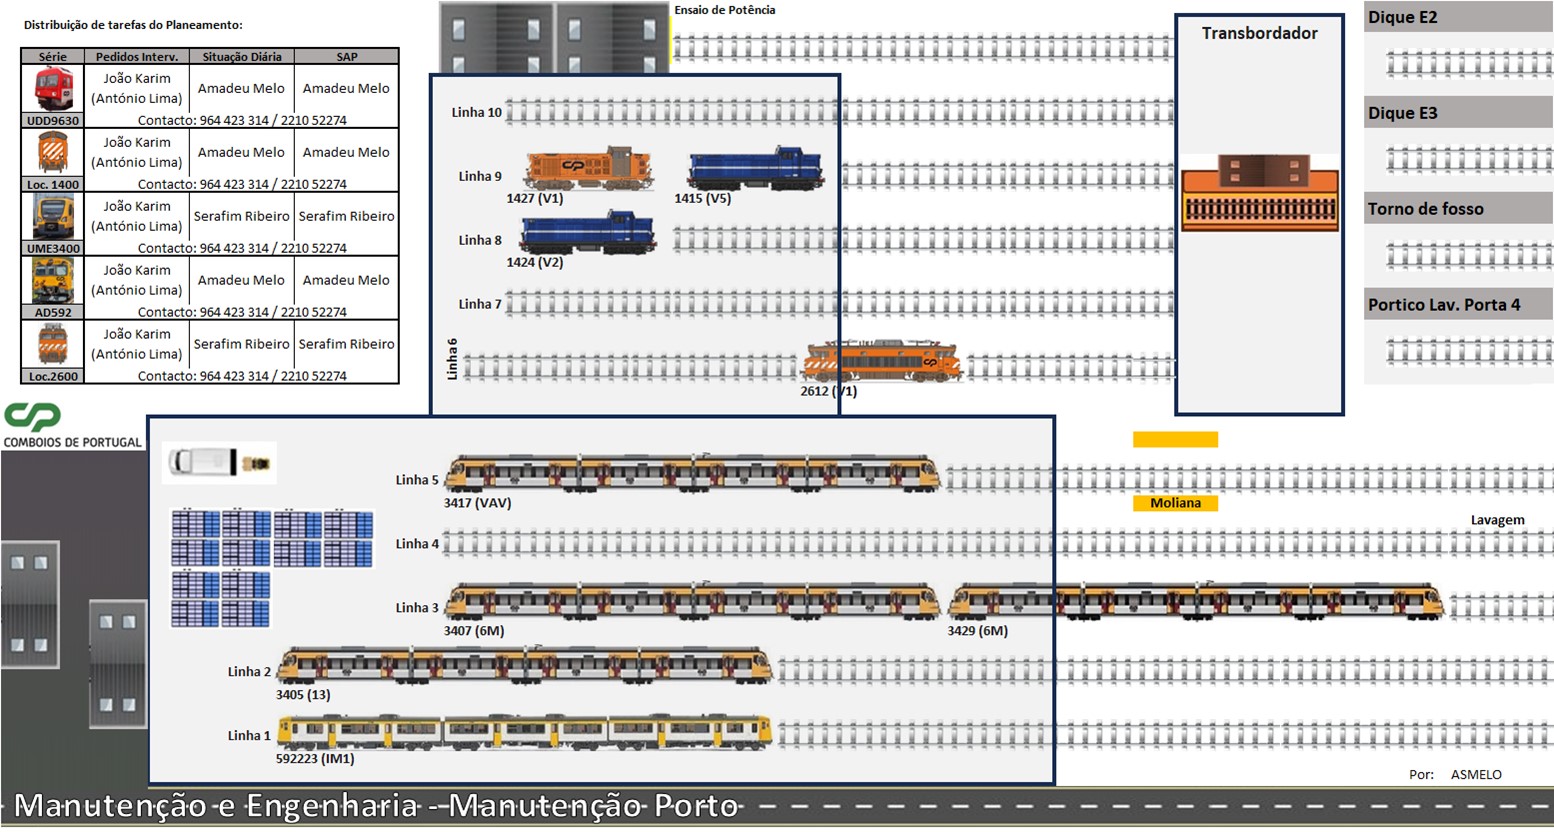 Distribuição de tarefas do Planeamento:
Série Pedidos Interv. Situação Diária SAP
João Karim
(António Lima) Amadeu Melo Amadeu Melo
UDD9630 Contacto: 964 423 314 / 2210 52274
João Karim
(António Lima) Amadeu Melo Amadeu Melo
Loc. 1400 Contacto: 964 423 314 / 2210 52274
João Karim
(António Lima) Serafim Ribeiro Serafim Ribeiro
UME3400 Contacto: 964 423 314 / 2210 52274
João Karim
(António Lima) Amadeu Melo Amadeu Melo
AD592 Contacto: 964 423 314 / 2210 52274
João Karim
(António Lima) Serafim Ribeiro Serafim Ribeiro
Loc.2600 Contacto: 964 423 314 / 2210 52274
CP
COMBOIOS DE PORTUGAL
Ensaio de Potência
Linha 10
Linha 9
1427 (V1)
1415 (V5)
Linha 8
1424 (V2)
Linha 7
Linha 6
2612 (V1)
Transbordador
Dique E2
Dique E3
Torno de fosso
Portico Lav. Porta 4
Linha 5
3417 (VAV)
Moliana
Lavagem
Linha 4
Linha 3
3407 (6M)
3429 (6M)
Linha 2
3405 (13)
Linha 1
592223 (IM1)
Por: ASMELO
Manutenção e Engenharia - Manutenção Porto